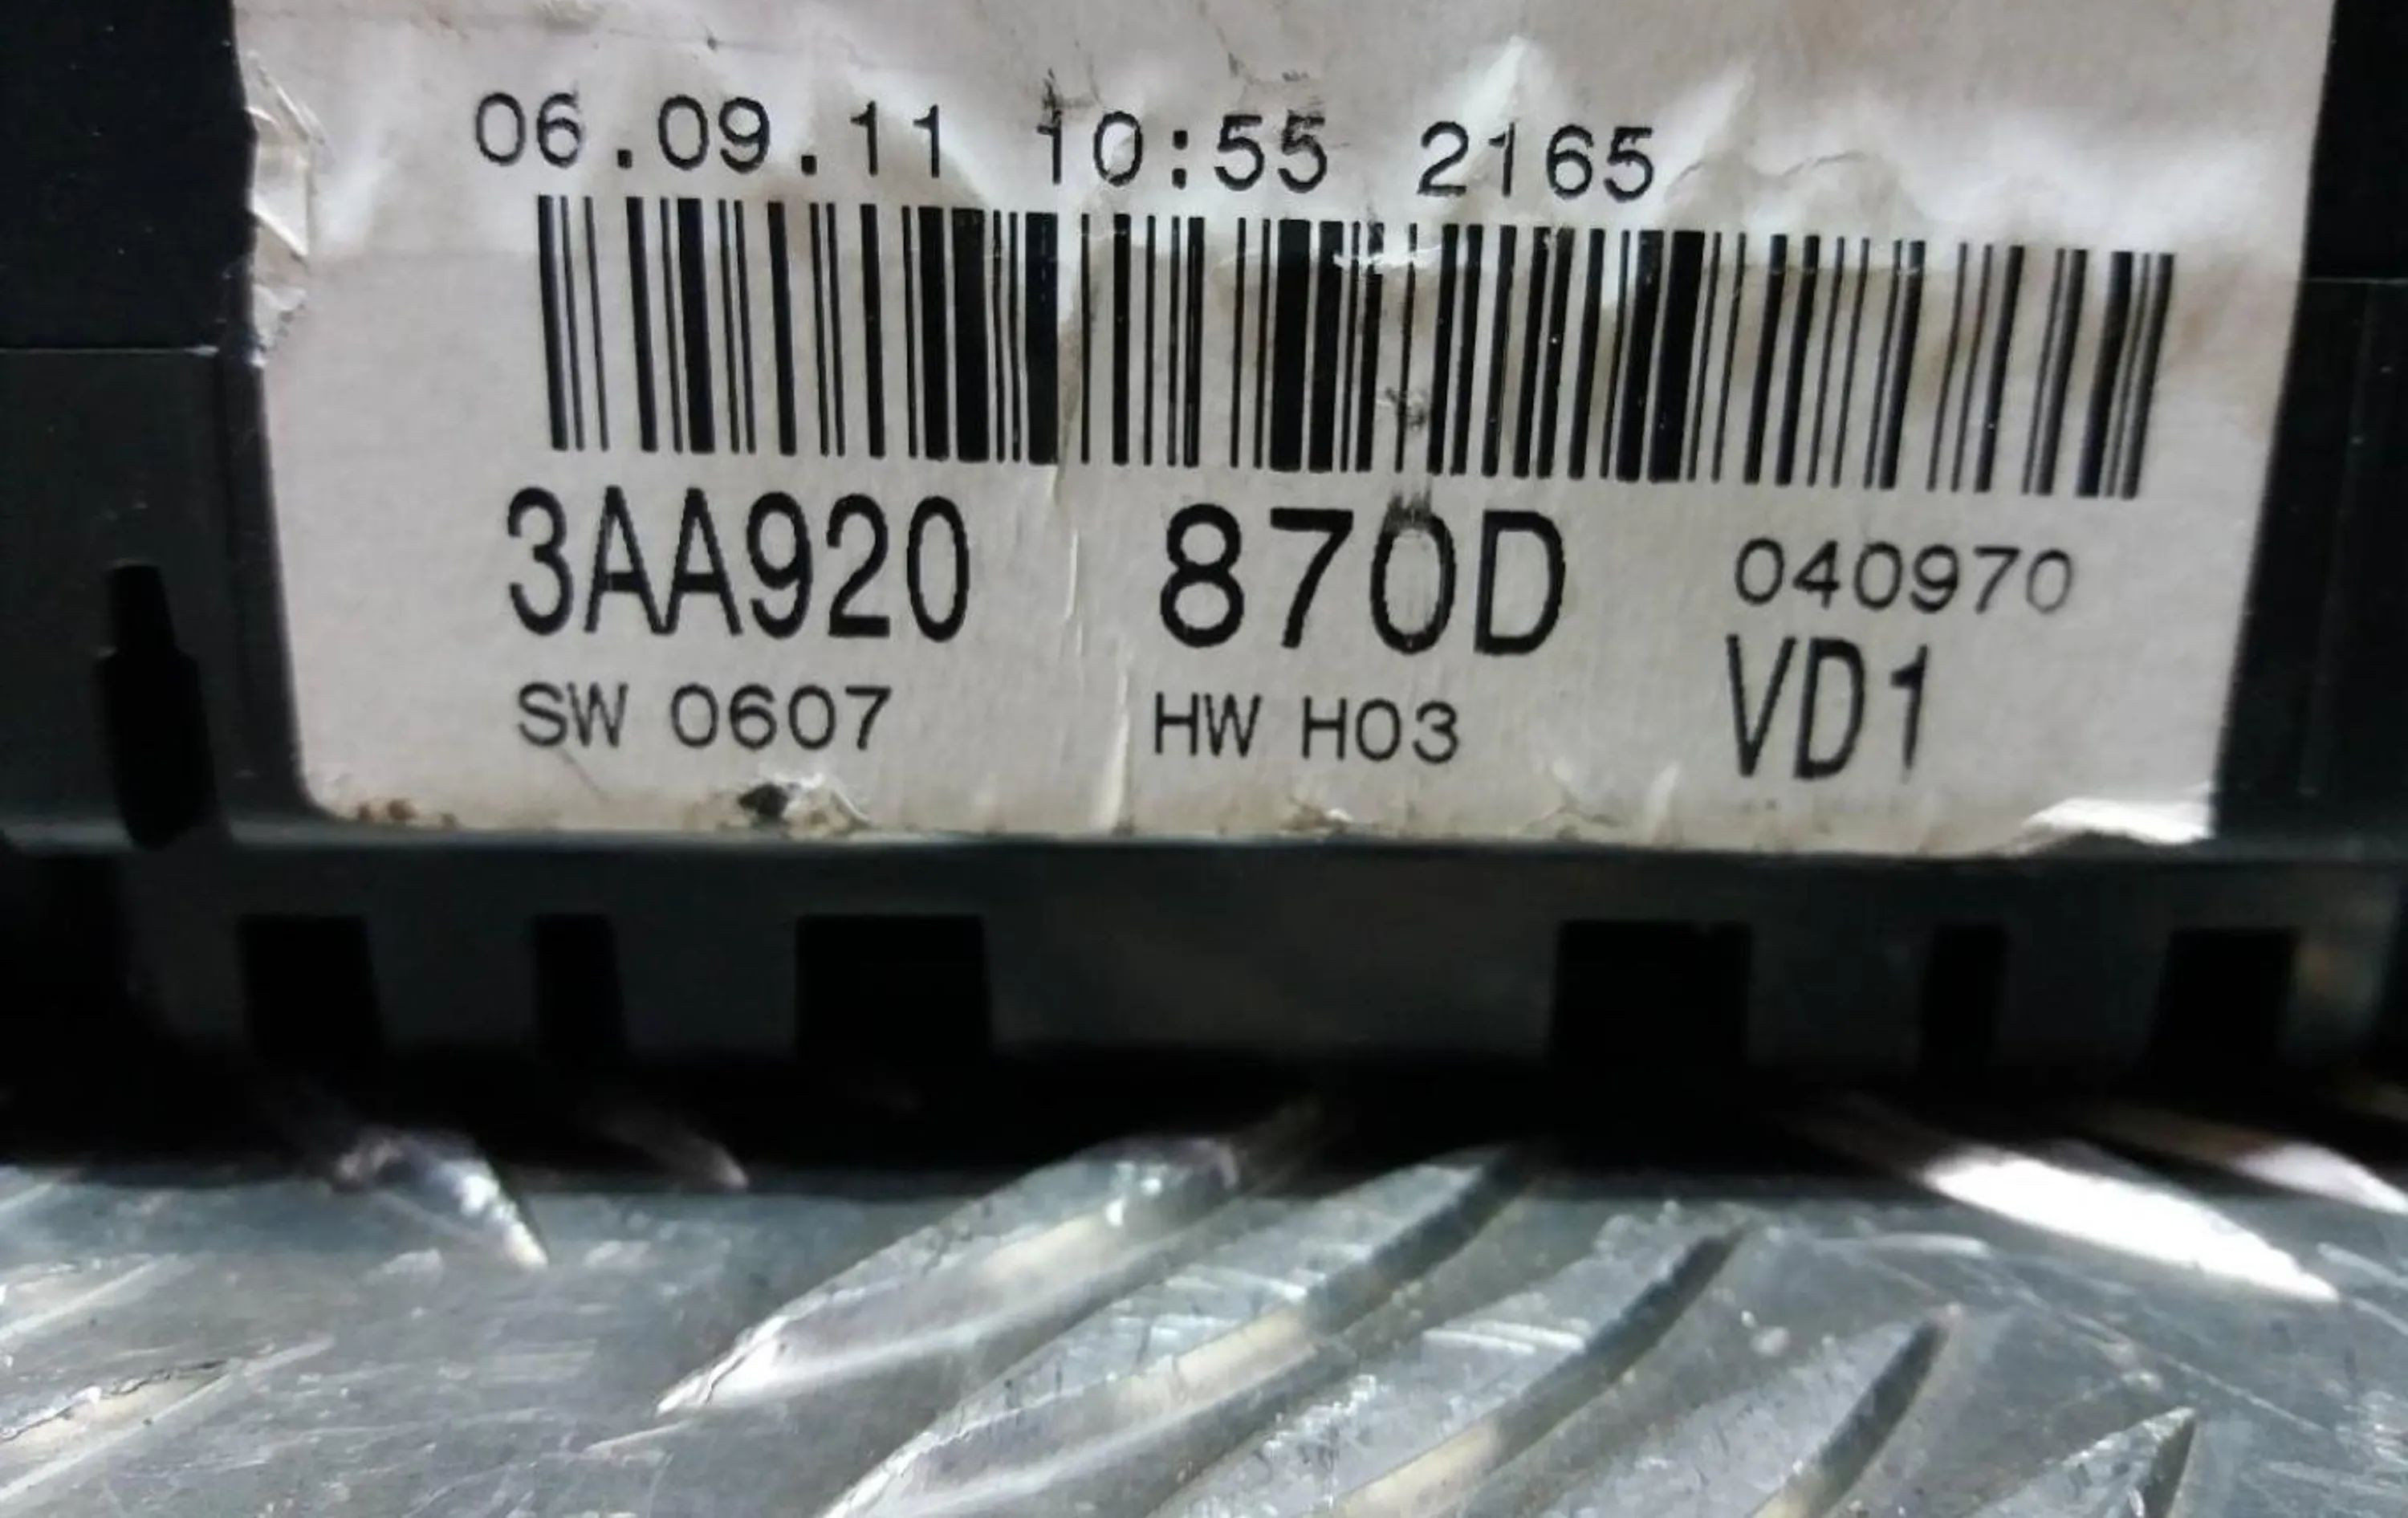 06.09.11 10:55 2165
3AA920 870D 040970
SW 0607 HW H03 VD1